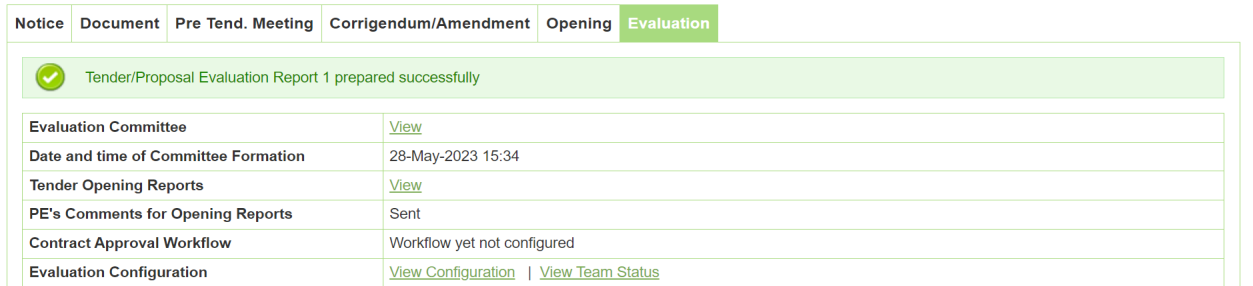 Notice Document Pre Tend. Meeting Corrigendum/Amendment Opening Evaluation
Tender/Proposal Evaluation Report 1 prepared successfully
Evaluation Committee View
Date and time of Committee Formation 28-May-2023 15:34
Tender Opening Reports View
PE's Comments for Opening Reports Sent
Contract Approval Workflow Workflow yet not configured
Evaluation Configuration View Configuration | View Team Status